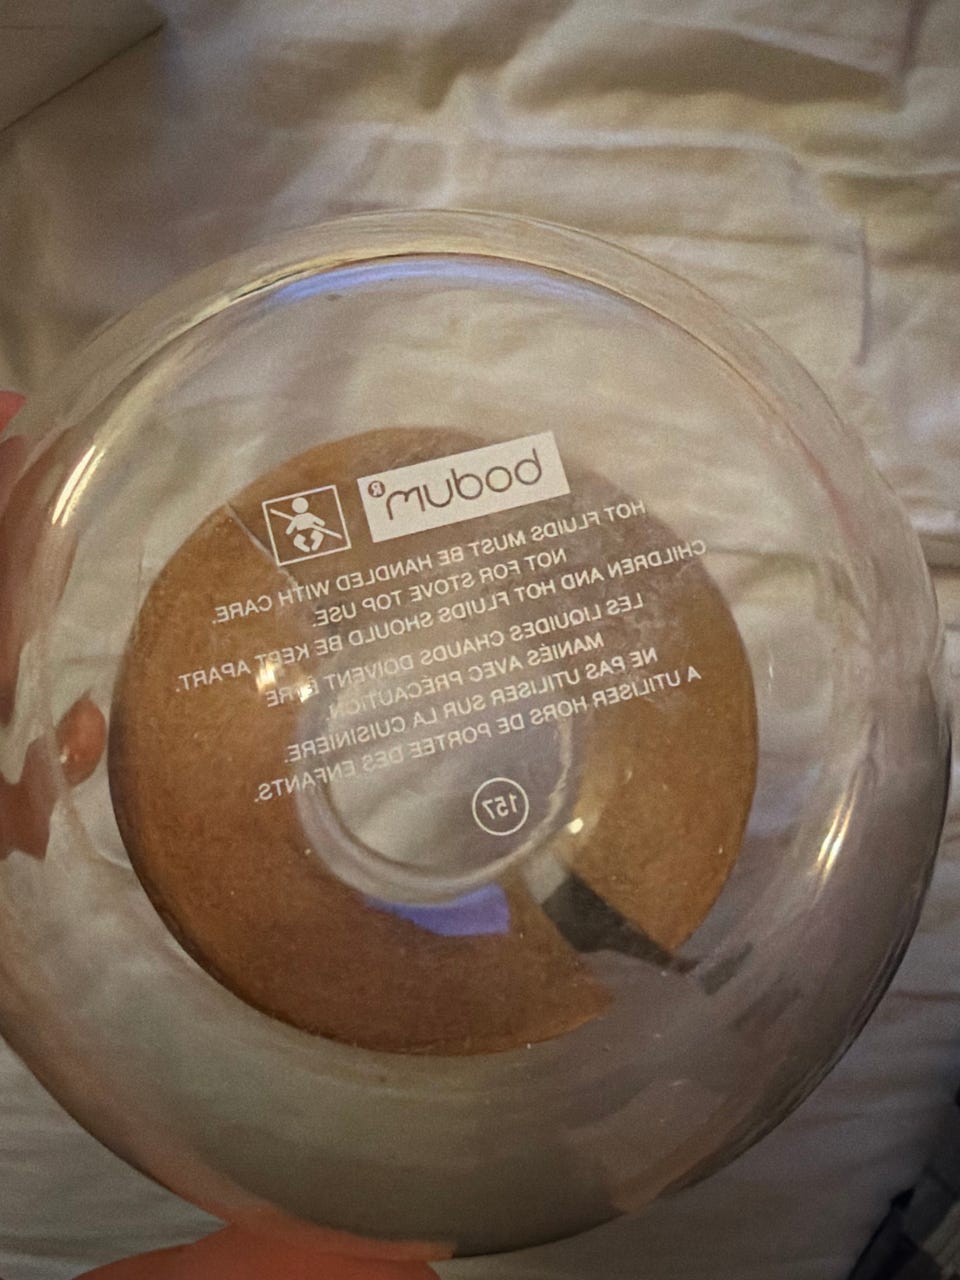 bodum®
HOT FLUIDS MUST BE HANDLED WITH CARE.
NOT FOR STOVE TOP USE.
CHILDREN AND HOT FLUIDS SHOULD BE KEPT APART.
LES LIQUIDES CHAUDS DOIVENT ÊTRE
MANIÉS AVEC PRÉCAUTION.
NE PAS UTILISER SUR LA CUISINIERE.
A UTILISER HORS DE PORTEE DES ENFANTS.
157